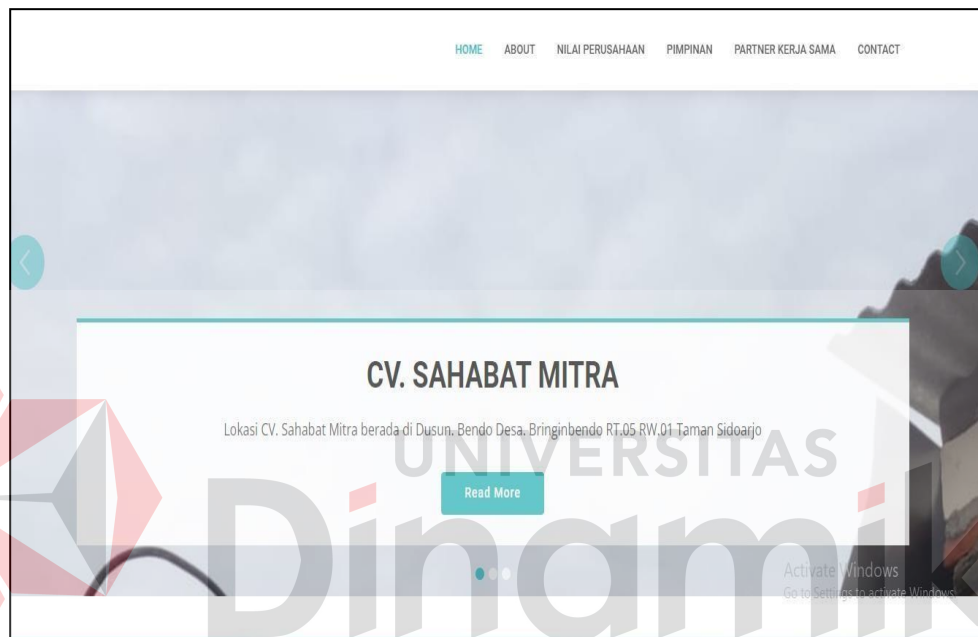 HOME ABOUT NILAI PERUSAHAAN PIMPINAN PARTNER KERJA SAMA CONTACT
CV. SAHABAT MITRA
Lokasi CV. Sahabat Mitra berada di Dusun. Bendo Desa. Bringinbendo RT.05 RW.01 Taman Sidoarjo
UNIVERSITAS
Read More
Dinamik
Activate Windows
Go to Settings to activate Windows.